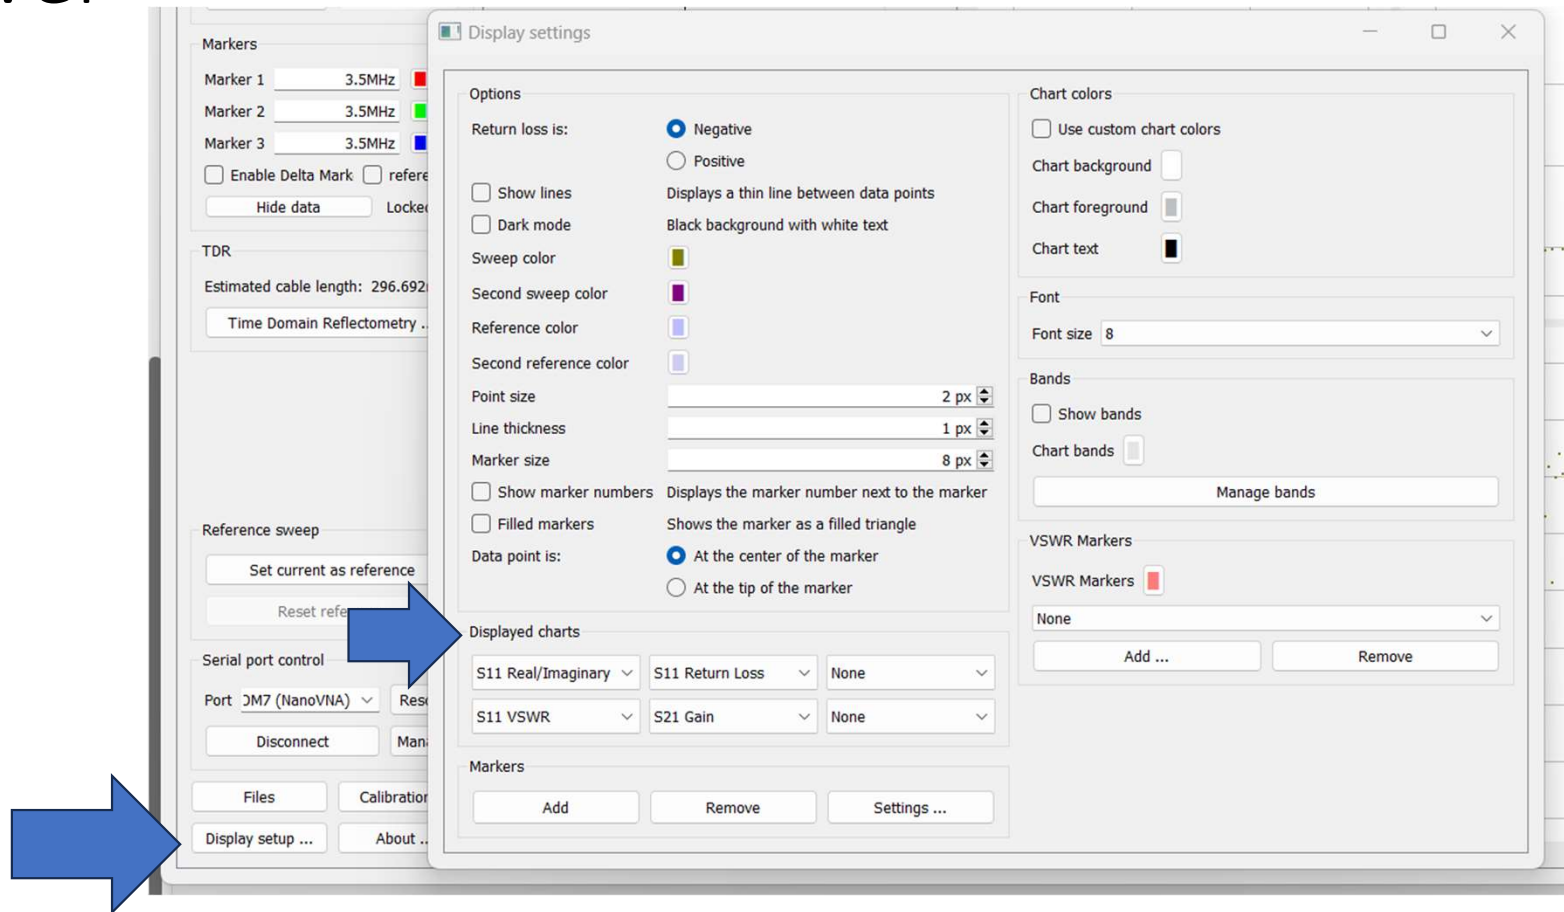 Markers
Marker 1 3.5MHz
Marker 2 3.5MHz
Marker 3 3.5MHz
Enable Delta Mark
Hide data
TDR
Estimated cable length: 296.692
Time Domain Reflectometry ..
Reference sweep
Set current as reference
Reset
Serial port control
Port (NanoVNA)
Disconnect
Files
Display setup ... About ..
Display settings
Options
Return loss is: Negative
Positive
Show lines Displays a thin line between data points
Dark mode Black background with white text
Sweep color
Second sweep color
Reference color
Second reference color
Point size 2 px
Line thickness 1 px
Marker size 8 px
Show marker numbers Displays the marker number next to the marker
Filled markers Shows the marker as a filled triangle
Data point is: At the center of the marker
At the tip of the marker
Displayed charts
S11 Real/Imaginary S11 Return Loss None
S11 VSWR S21 Gain None
Markers
Add Remove Settings ...
Chart colors
Use custom chart colors
Chart background
Chart foreground
Chart text
Font
Font size 8
Bands
Show bands
Chart bands
Manage bands
VSWR Markers
VSWR Markers
None
Add ... Remove